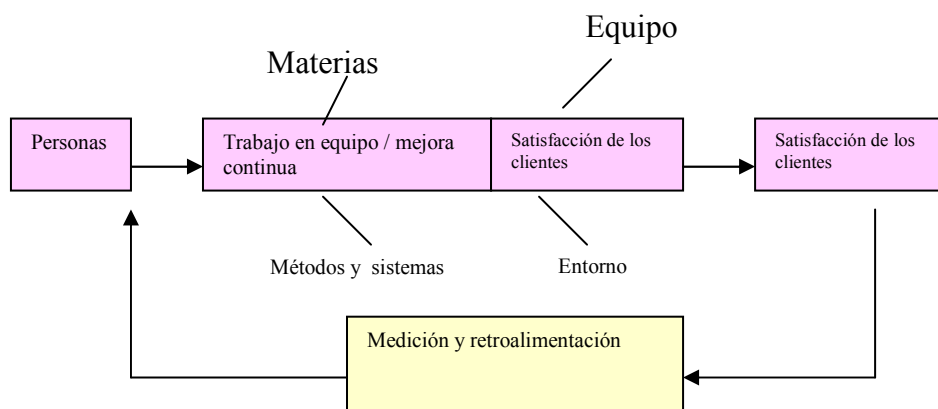 Equipo
Materias
Personas
Trabajo en equipo / mejora
continua
Satisfacción de los
clientes
Satisfacción de los
clientes
Métodos y sistemas
Entorno
Medición y retroalimentación